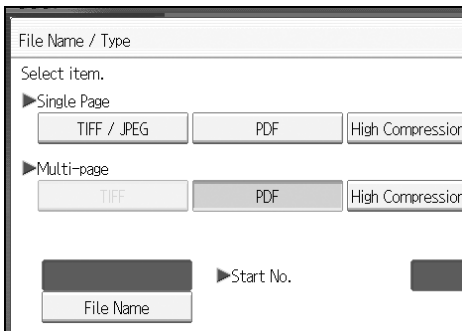 File Name / Type
Select item.
▶Single Page
TIFF / JPEG PDF High Compression
▶Multi-page
TIFF PDF High Compression
▶Start No.
File Name